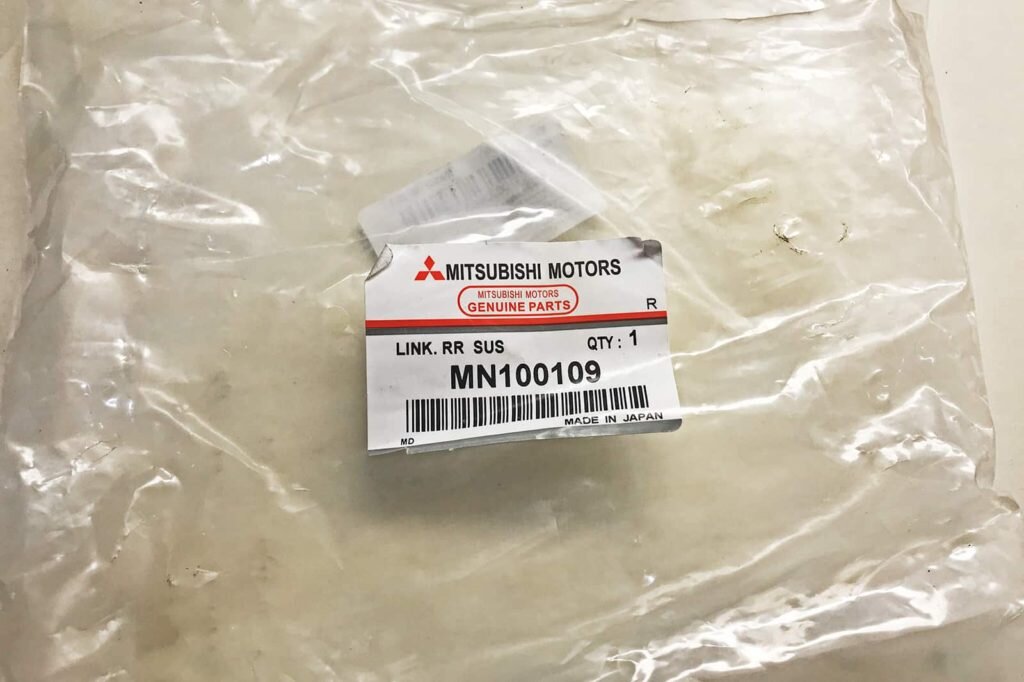 MITSUBISHI MOTORS
MITSUBISHI MOTORS
GENUINE PARTS
R
LINK. RR SUS QTY : 1
MN100109
MADE IN JAPAN
MD